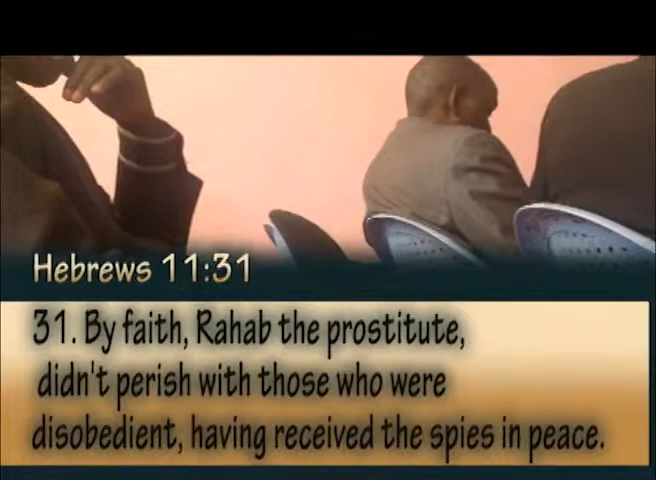 Hebrews 11:31
31. By faith, Rahab the prostitute,
didn't perish with those who were
disobedient, having received the spies in peace.